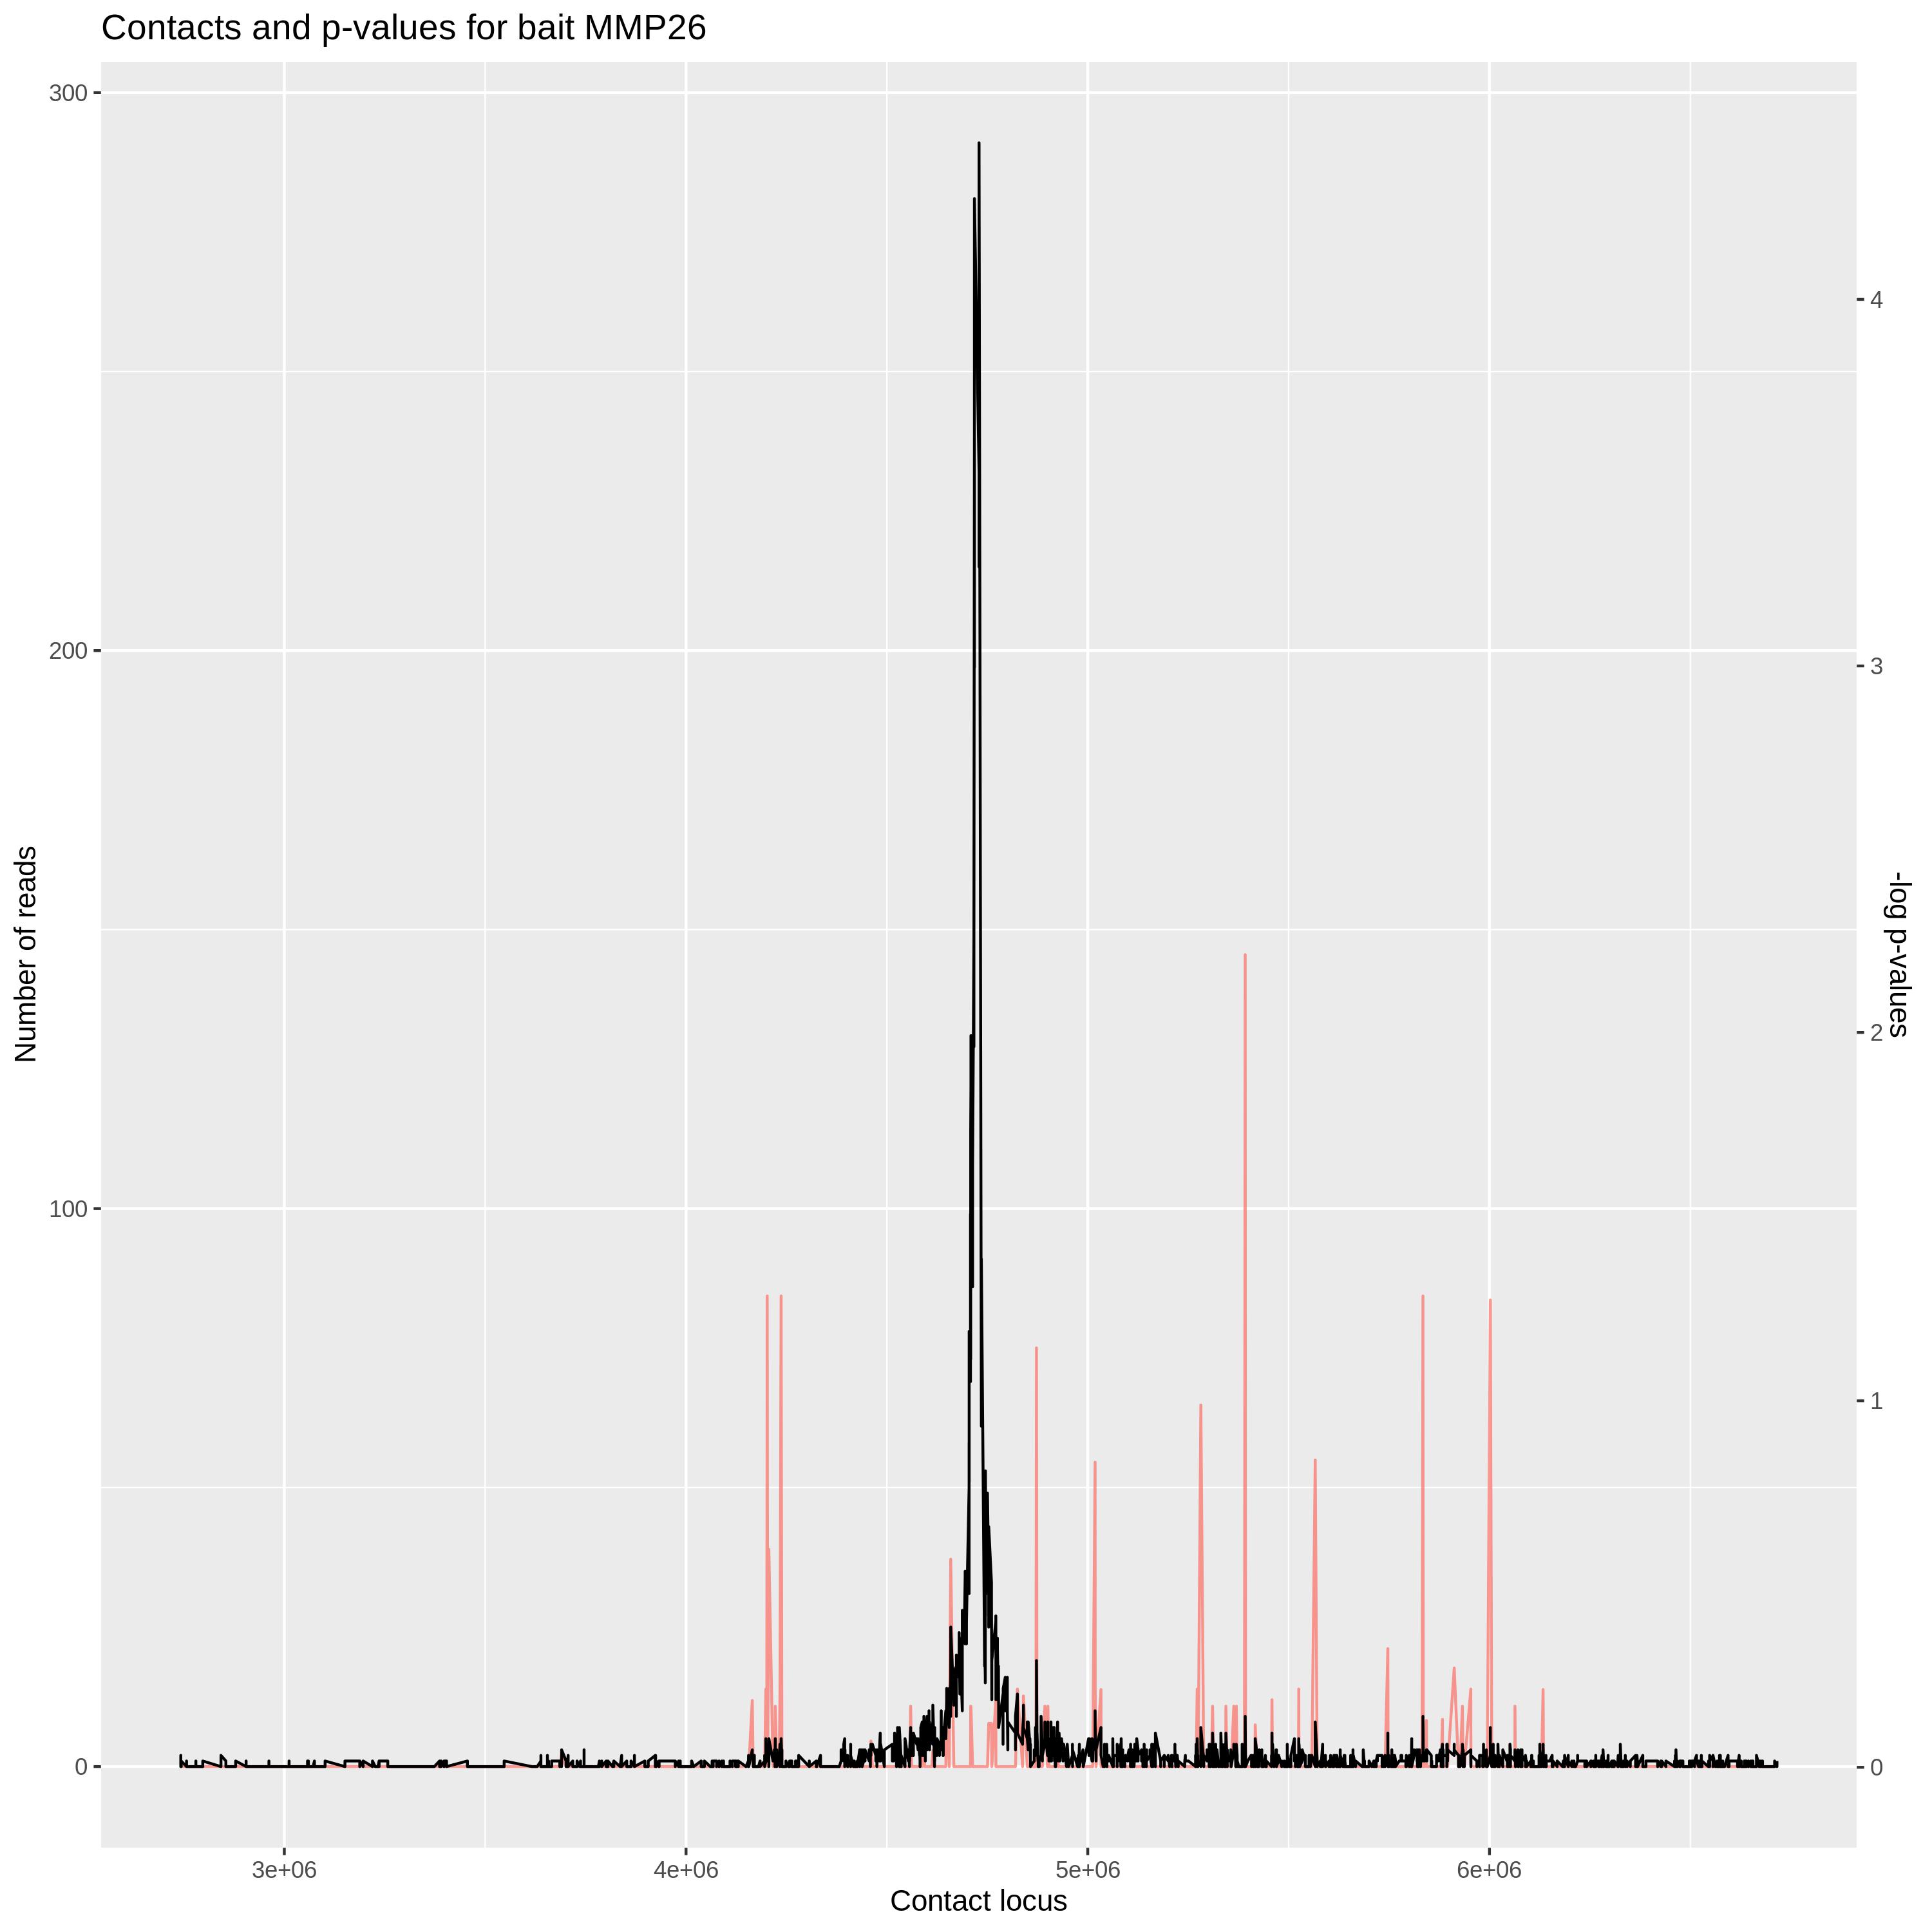 Contacts and p-values for bait MMP26
300
200
100
0
Number of reads
4
3
2
1
0
-log p-values
3e+06 4e+06 5e+06 6e+06
Contact locus